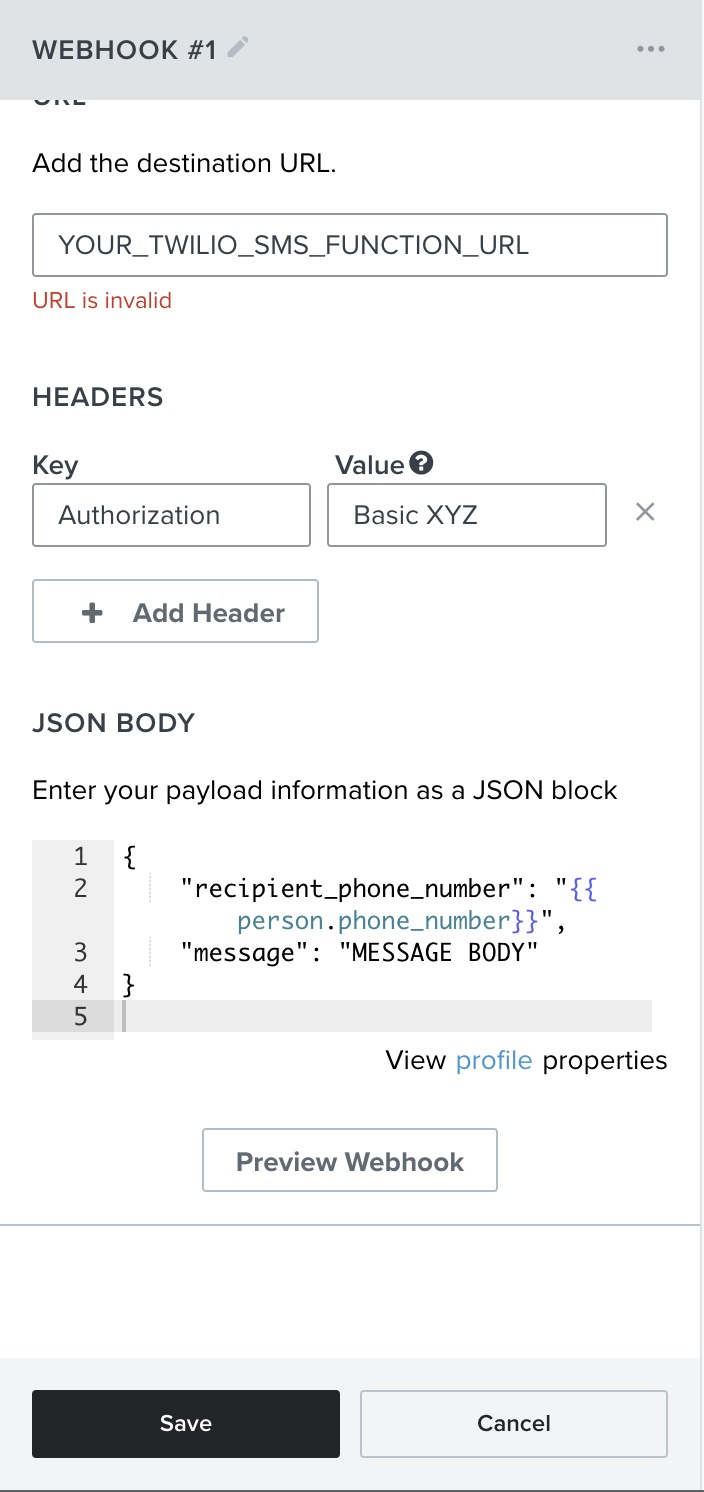 WEBHOOK #1
URL
Add the destination URL.
YOUR_TWILIO_SMS_FUNCTION_URL
URL is invalid
HEADERS
Key Value ?
Authorization Basic XYZ
+ Add Header
JSON BODY
Enter your payload information as a JSON block
1 {
2 "recipient_phone_number": "{{
person.phone_number}}",
3 "message": "MESSAGE BODY"
4 }
5
View profile properties
Preview Webhook
Save Cancel